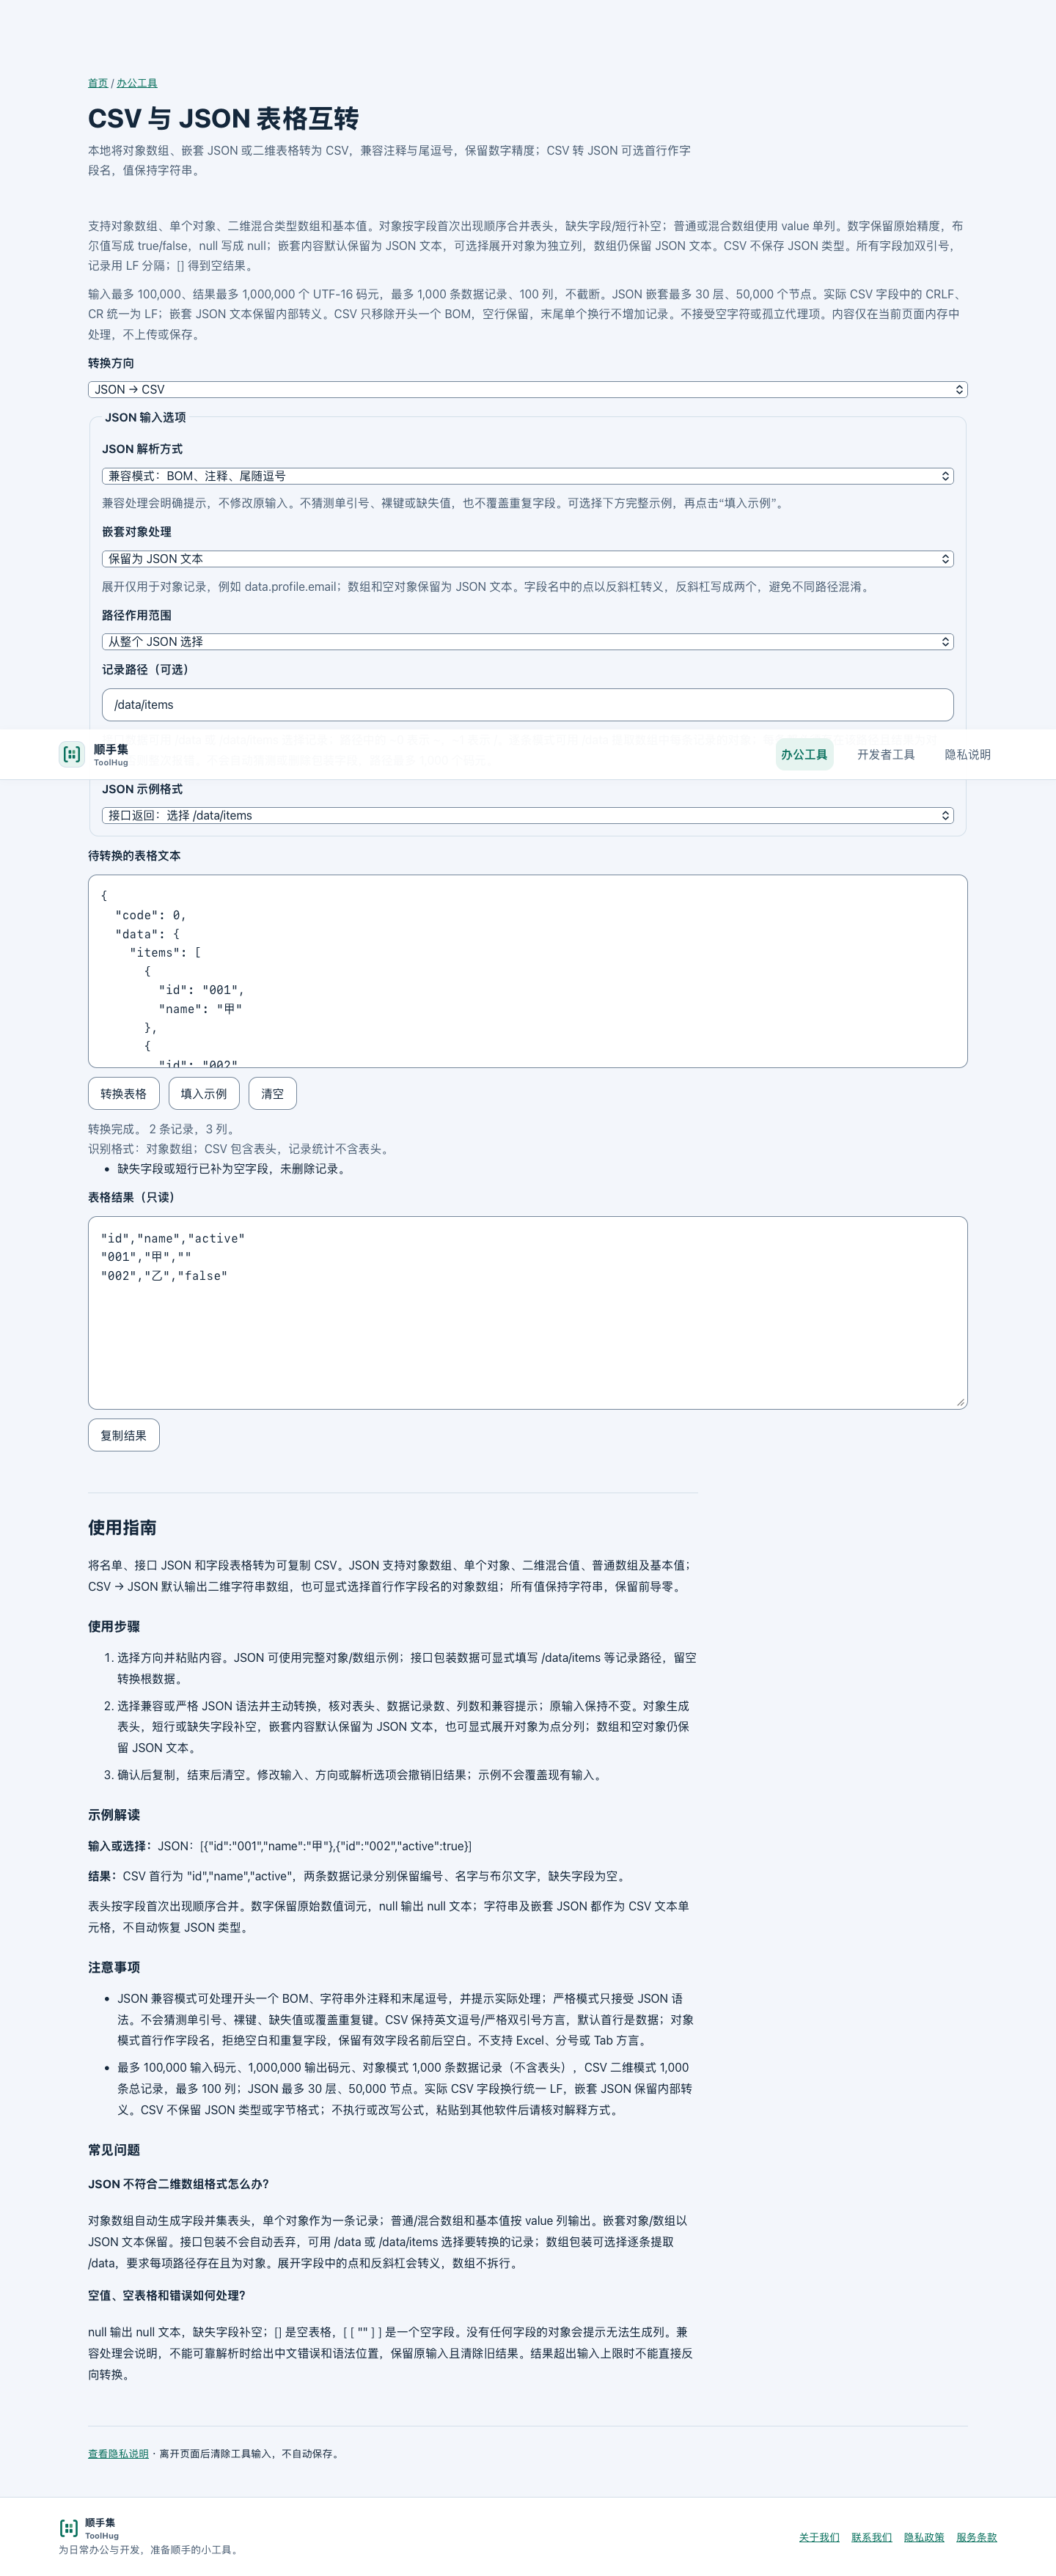 首页 / 办公工具
CSV 与 JSON 表格互转
本地将对象数组、嵌套 JSON 或二维表格转为 CSV，兼容注释与尾逗号，保留数字精度；CSV 转 JSON 可选首行作字
段名，值保持字符串。
支持对象数组、单个对象、二维混合类型数组和基本值。对象按字段首次出现顺序合并表头，缺失字段/短行补空；普通或混合数组使用 value 单列。数字保留原始精度，布
尔值写成 true/false，null 写成 null；嵌套内容默认保留为 JSON 文本，可选择展开对象为独立列，数组仍保留 JSON 文本。CSV 不保存 JSON 类型。所有字段加双引号，
记录用 LF 分隔；[] 得到空结果。
输入最多 100,000、结果最多 1,000,000 个 UTF-16 码元，最多 1,000 条数据记录、100 列，不截断。JSON 嵌套最多 30 层、50,000 个节点。实际 CSV 字段中的 CRLF、
CR 统一为 LF；嵌套 JSON 文本保留内部转义。CSV 只移除开头一个 BOM，空行保留，末尾单个换行不增加记录。不接受空字符或孤立代理项。内容仅在当前页面内存中
处理，不上传或保存。
转换方向
JSON → CSV
JSON 输入选项
JSON 解析方式
兼容模式：BOM、注释、尾随逗号
兼容处理会明确提示，不修改原输入。不猜测单引号、裸键或缺失值，也不覆盖重复字段。可选择下方完整示例，再点击“填入示例”。
嵌套对象处理
保留为 JSON 文本
展开仅用于对象记录，例如 data.profile.email；数组和空对象保留为 JSON 文本。字段名中的点以反斜杠转义，反斜杠写成两个，避免不同路径混淆。
路径作用范围
从整个 JSON 选择
记录路径（可选）
/data/items
顺手集
ToolHug
办公工具
开发者工具
隐私说明
JSON 示例格式
接口返回：选择 /data/items
待转换的表格文本
{
"code": 0,
"data": {
"items": [
{
"id": "001",
"name": "甲"
},
{
"id": "002"
转换表格
填入示例
清空
转换完成。 2 条记录，3 列。
识别格式：对象数组；CSV 包含表头，记录统计不含表头。
• 缺失字段或短行已补为空字段，未删除记录。
表格结果（只读）
"id","name","active"
"001","甲",""
"002","乙","false"
复制结果
使用指南
将名单、接口 JSON 和字段表格转为可复制 CSV。JSON 支持对象数组、单个对象、二维混合值、普通数组及基本值；
CSV → JSON 默认输出二维字符串数组，也可显式选择首行作字段名的对象数组；所有值保持字符串，保留前导零。
使用步骤
1. 选择方向并粘贴内容。JSON 可使用完整对象/数组示例；接口包装数据可显式填写 /data/items 等记录路径，留空
转换根数据。
2. 选择兼容或严格 JSON 语法并主动转换，核对表头、数据记录数、列数和兼容提示；原输入保持不变。对象生成
表头，短行或缺失字段补空，嵌套内容默认保留为 JSON 文本，也可显式展开对象为点分列；数组和空对象仍保
留 JSON 文本。
3. 确认后复制，结束后清空。修改输入、方向或解析选项会撤销旧结果；示例不会覆盖现有输入。
示例解读
输入或选择：JSON：[{"id":"001","name":"甲"},{"id":"002","active":true}]
结果：CSV 首行为 "id","name","active"，两条数据记录分别保留编号、名字与布尔文字，缺失字段为空。
表头按字段首次出现顺序合并。数字保留原始数值词元，null 输出 null 文本；字符串及嵌套 JSON 都作为 CSV 文本单
元格，不自动恢复 JSON 类型。
注意事项
• JSON 兼容模式可处理开头一个 BOM、字符串外注释和末尾逗号，并提示实际处理；严格模式只接受 JSON 语
法。不会猜测单引号、裸键、缺失值或覆盖重复键。CSV 保持英文逗号/严格双引号方言，默认首行是数据；对象
模式首行作字段名，拒绝空白和重复字段，保留有效字段名前后空白。不支持 Excel、分号或 Tab 方言。
• 最多 100,000 输入码元、1,000,000 输出码元、对象模式 1,000 条数据记录（不含表头），CSV 二维模式 1,000
条总记录，最多 100 列；JSON 最多 30 层、50,000 节点。实际 CSV 字段换行统一 LF，嵌套 JSON 保留内部转
义。CSV 不保留 JSON 类型或字节格式；不执行或改写公式，粘贴到其他软件后请核对解释方式。
常见问题
JSON 不符合二维数组格式怎么办？
对象数组自动生成字段并集表头，单个对象作为一条记录；普通/混合数组和基本值按 value 列输出。嵌套对象/数组以
JSON 文本保留。接口包装不会自动丢弃，可用 /data 或 /data/items 选择要转换的记录；数组包装可选择逐条提取
/data，要求每项路径存在且为对象。展开字段中的点和反斜杠会转义，数组不拆行。
空值、空表格和错误如何处理？
null 输出 null 文本，缺失字段补空；[] 是空表格，[ [ "" ] ] 是一个空字段。没有任何字段的对象会提示无法生成列。兼
容处理会说明，不能可靠解析时给出中文错误和语法位置，保留原输入且清除旧结果。结果超出输入上限时不能直接反
向转换。
查看隐私说明 · 离开页面后清除工具输入，不自动保存。
顺手集
ToolHug
为日常办公与开发，准备顺手的小工具。
关于我们
联系我们
隐私政策
服务条款